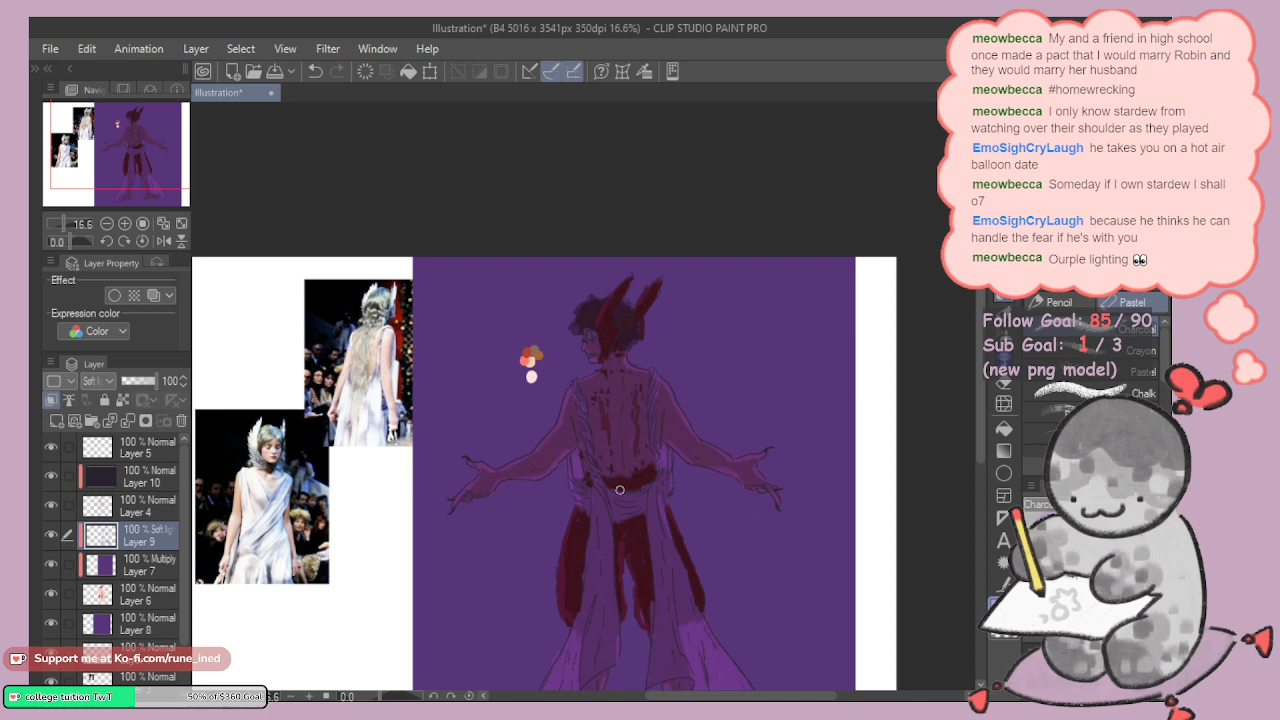 Illustration* (B4 5016 x 3541px 350dpi 16.6%) - CLIP STUDIO PAINT PRO
File Edit Animation Layer Select View Filter Window Help
Illustration*
16.6
0.0
Layer Property
Effect
Expression color
Color
Layer
100
100 % Normal
Layer 5
100 % Normal
Layer 10
100 % Normal
Layer 4
Layer 9
100 % Multiply
Layer 7
100 % Normal
Layer 6
100 % Normal
Layer 8
Support me at Ko-fi.com/rune_ined
college tuition TwT 50% of $360 Goal
0.0
meowbecca My and a friend in high school
once made a pact that I would marry Robin and
they would marry her husband
meowbecca #homewrecking
meowbecca I only know stardew from
watching over their shoulder as they played
EmoSighCryLaugh he takes you on a hot air
balloon date
meowbecca Someday if I own stardew I shall
o7
EmoSighCryLaugh because he thinks he can
handle the fear if he's with you
meowbecca Ourple lighting 👀
Pencil Pastel
Follow Goal: 85 / 90
Charcoal
Sub Goal: 1 / 3
Crayon
(new png model)
Pastel
Chalk